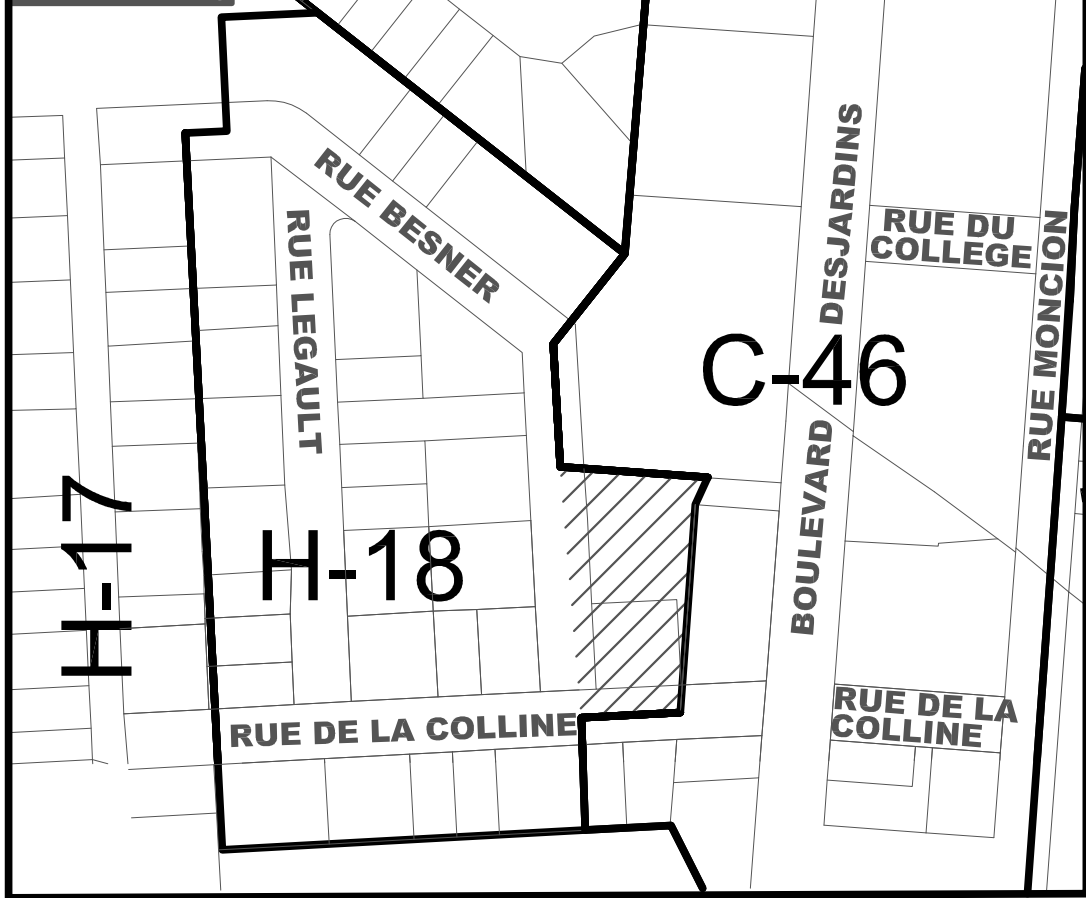 RUE BESNER
RUE LEGAULT
BOULEVARD DESJARDINS
RUE DU
COLLEGE
RUE MONCION
C-46
H-17
H-18
RUE DE LA COLLINE
RUE DE LA
COLLINE